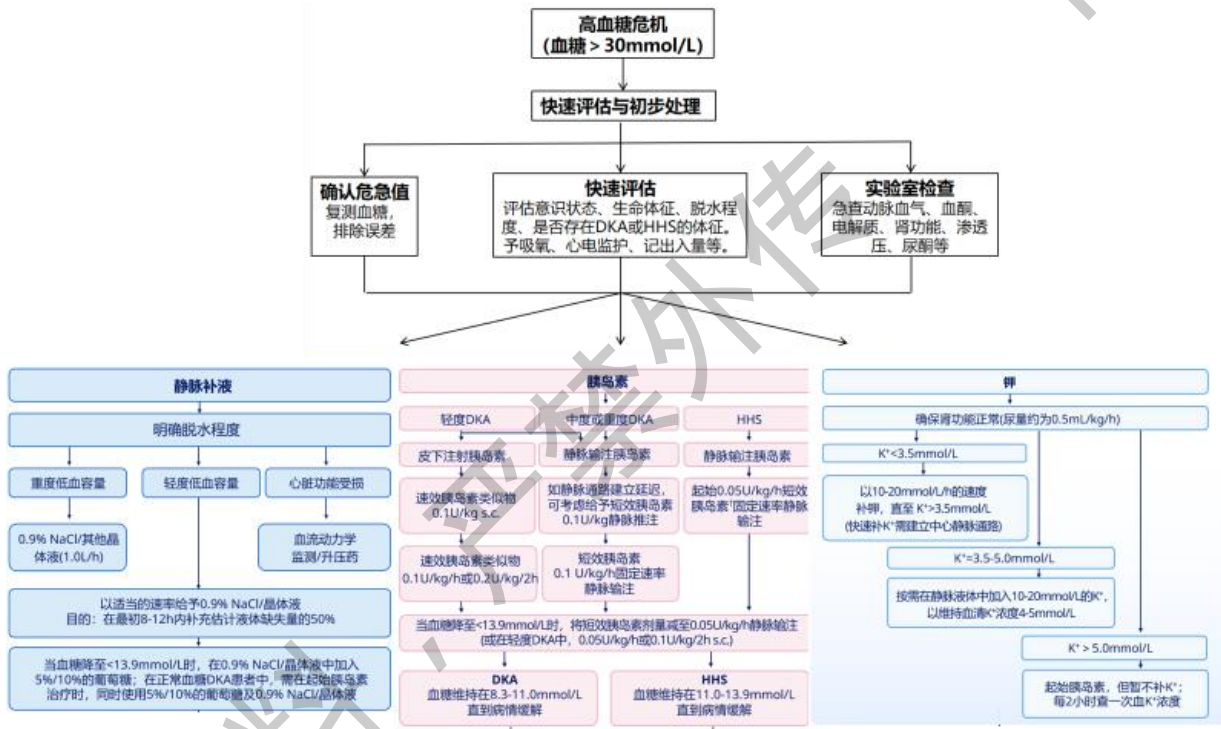 高血糖危机
(血糖＞30mmol/L)
快速评估与初步处理
确认危急值
复测血糖，
排除误差
快速评估
评估意识状态、生命体征、脱水程
度、是否存在DKA或HHS的体征。
予吸氧、心电监护、记出入量等。
实验室检查
急查动脉血气、血酮、
电解质、肾功能、渗透
压、尿酮等
静脉补液
明确脱水程度
重度低血容量
轻度低血容量
心脏功能受损
0.9% NaCl/其他晶
体液(1.0L/h)
血流动力学
监测/升压药
以适当的速率给予0.9% NaCl/晶体液
目的：在最初8-12h内补充估计液体缺失量的50%
当血糖降至<13.9mmol/L时，在0.9% NaCl/晶体液中加入
5%/10%的葡萄糖；在正常血糖DKA患者中，需在起始胰岛素
治疗时，同时使用5%/10%的葡萄糖及0.9% NaCl/晶体液
胰岛素
轻度DKA
中度或重度DKA
HHS
皮下注射胰岛素
静脉输注胰岛素
静脉输注胰岛素
速效胰岛素类似物
0.1U/kg s.c.
如静脉通路建立延迟，
可考虑给予短效胰岛素
0.1U/kg静脉推注
起始0.05U/kg/h短效
胰岛素†固定速率静脉
输注
速效胰岛素类似物
0.1U/kg/h或0.2U/kg/2h
短效胰岛素
0.1 U/kg/h固定速率
静脉输注
当血糖降至<13.9mmol/L时，将短效胰岛素剂量减至0.05U/kg/h静脉输注
(或在轻度DKA中，0.05U/kg/h或0.1U/kg/2h s.c.)
DKA
血糖维持在8.3-11.0mmol/L
直到病情缓解
HHS
血糖维持在11.0-13.9mmol/L
直到病情缓解
钾
确保肾功能正常(尿量约为0.5mL/kg/h)
K⁺<3.5mmol/L
以10-20mmol/L/h的速度
补钾，直至 K⁺>3.5mmol/L
(快速补K⁺需建立中心静脉通路)
K⁺=3.5-5.0mmol/L
按需在静脉液体中加入10-20mmol/L的K⁺，
以维持血清K⁺浓度4-5mmol/L
K⁺ > 5.0mmol/L
起始胰岛素，但暂不补K⁺；
每2小时查一次血K⁺浓度
料，严禁外传